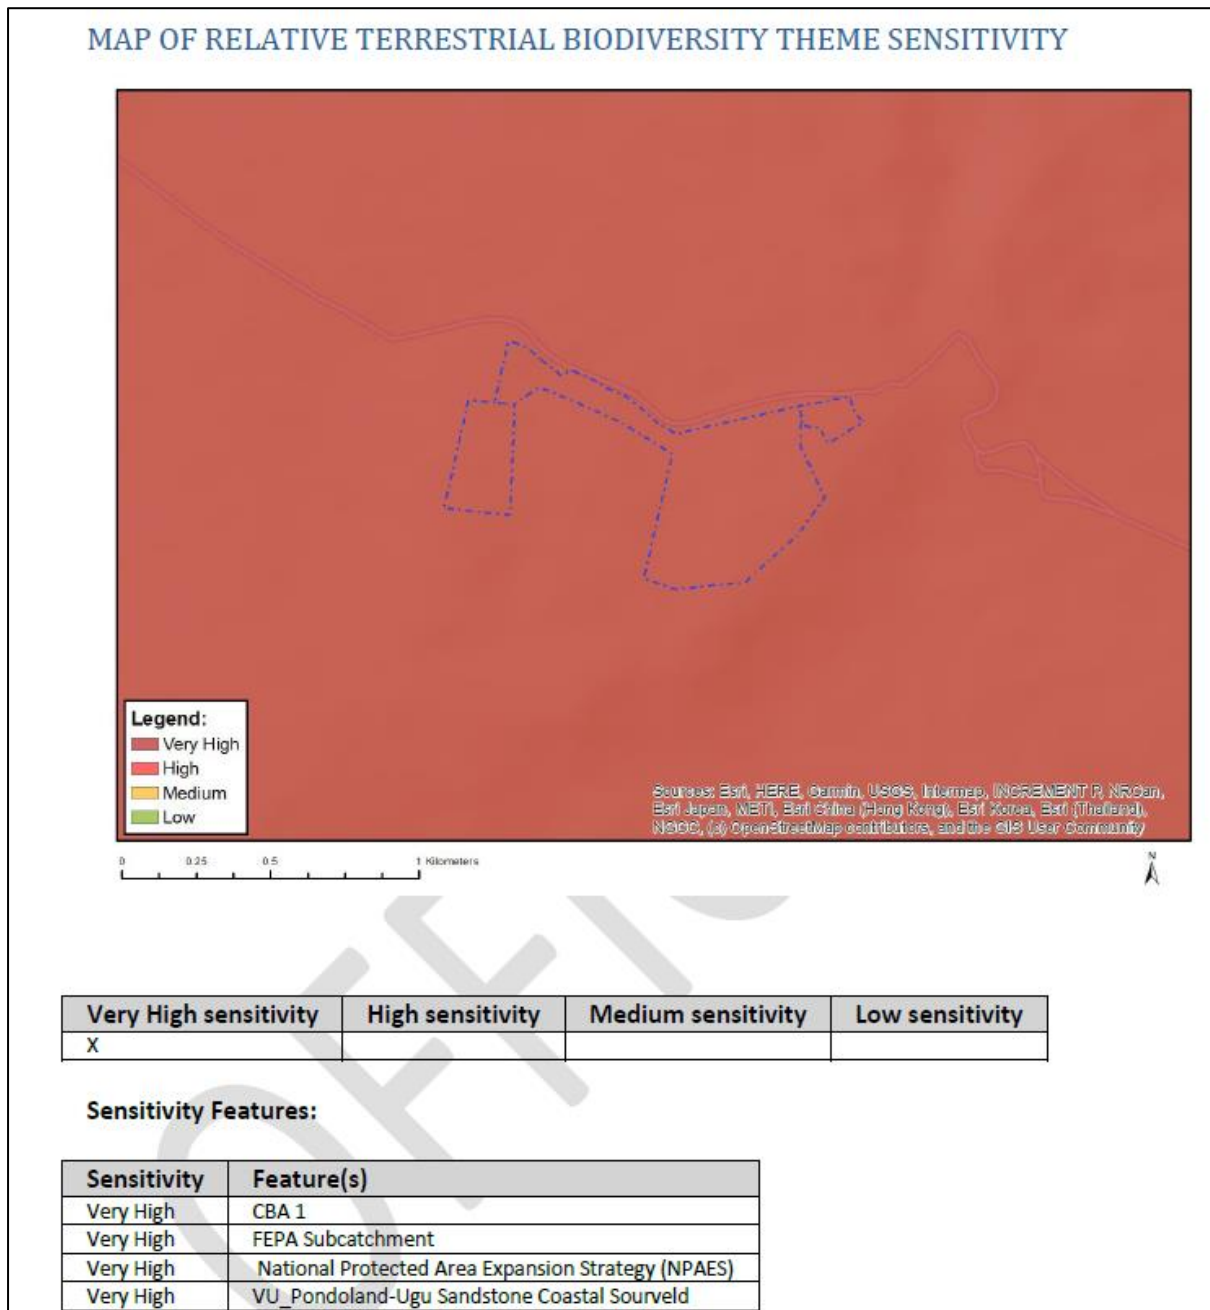 MAP OF RELATIVE TERRESTRIAL BIODIVERSITY THEME SENSITIVITY
Legend:
Very High
High
Medium
Low
Sources: Esri, HERE, Garmin, USGS, Intermap, INCREMENT P, NRCan,
Esri Japan, METI, Esri China (Hong Kong), Esri Korea, Esri (Thailand),
NGCC, (c) OpenStreetMap contributors, and the GIS User Community
0 0.25 0.5 1 Kilometers
N
Very High sensitivity High sensitivity Medium sensitivity Low sensitivity
X
Sensitivity Features:
Sensitivity Feature(s)
Very High CBA 1
Very High FEPA Subcatchment
Very High National Protected Area Expansion Strategy (NPAES)
Very High VU_Pondoland-Ugu Sandstone Coastal Sourveld